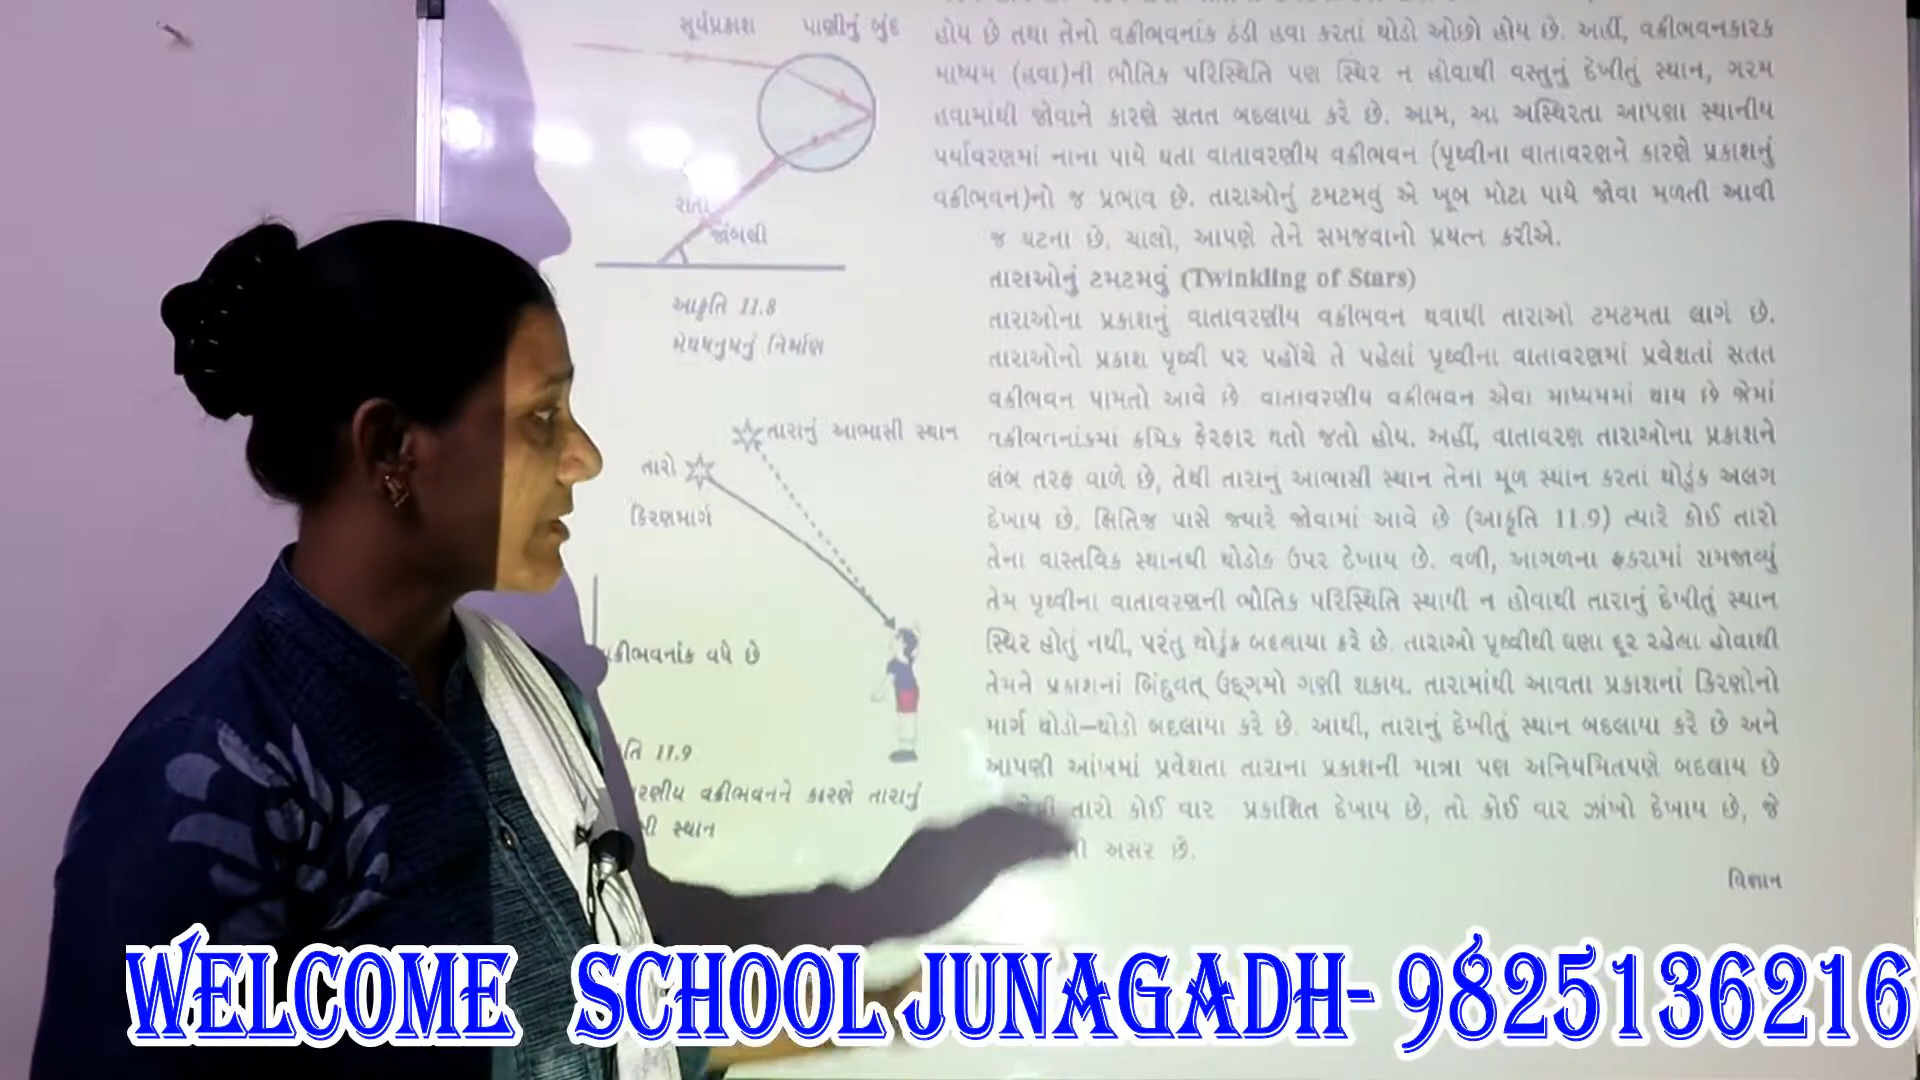 સૂર્યપ્રકાશ પાણીનું બુંદ
રાતો
જાંબલી
આકૃતિ 11.8
મેઘધનુષનું નિર્માણ
તારાનું આભાસી સ્થાન
તારો
કિરણમાર્ગ
વક્રીભવનાંક વધે છે
તિ 11.9
રણીય વક્રીભવનને કારણે તારાનું
સ્થાન
હોય છે તથા તેનો વક્રીભવનાંક ઠંડી હવા કરતાં થોડો ઓછો હોય છે. અહીં, વક્રીભવનકારક
માધ્યમ (હવા)ની ભૌતિક પરિસ્થિતિ પણ સ્થિર ન હોવાથી વસ્તુનું દેખીતું સ્થાન, ગરમ
હવામાંથી જોવાને કારણે સતત બદલાયા કરે છે. આમ, આ અસ્થિરતા આપણા સ્થાનીય
પર્યાવરણમાં નાના પાયે થતા વાતાવરણીય વક્રીભવન (પૃથ્વીના વાતાવરણને કારણે પ્રકાશનું
વક્રીભવન)નો જ પ્રભાવ છે. તારાઓનું ટમટમવું એ ખૂબ મોટા પાયે જોવા મળતી આવી
જ ઘટના છે. ચાલો, આપણે તેને સમજવાનો પ્રયત્ન કરીએ.
તારાઓનું ટમટમવું (Twinkling of Stars)
તારાઓના પ્રકાશનું વાતાવરણીય વક્રીભવન થવાથી તારાઓ ટમટમતા લાગે છે.
તારાઓનો પ્રકાશ પૃથ્વી પર પહોંચે તે પહેલાં પૃથ્વીના વાતાવરણમાં પ્રવેશતાં સતત
વક્રીભવન પામતો આવે છે. વાતાવરણીય વક્રીભવન એવા માધ્યમમાં થાય છે જેમાં
વક્રીભવનાંકમાં ક્રમિક ફેરફાર થતો જતો હોય. અહીં, વાતાવરણ તારાઓના પ્રકાશને
લંબ તરફ વાળે છે, તેથી તારાનું આભાસી સ્થાન તેના મૂળ સ્થાન કરતાં થોડુંક અલગ
દેખાય છે. ક્ષિતિજ પાસે જ્યારે જોવામાં આવે છે (આકૃતિ 11.9) ત્યારે કોઈ તારો
તેના વાસ્તવિક સ્થાનથી થોડોક ઉપર દેખાય છે. વળી, આગળના ફકરામાં સમજાવ્યું
તેમ પૃથ્વીના વાતાવરણની ભૌતિક પરિસ્થિતિ સ્થાયી ન હોવાથી તારાનું દેખીતું સ્થાન
સ્થિર હોતું નથી, પરંતુ થોડુંક બદલાયા કરે છે. તારાઓ પૃથ્વીથી ઘણા દૂર રહેલા હોવાથી
તેમને પ્રકાશનાં બિંદુવત્ ઉદ્દગમો ગણી શકાય. તારામાંથી આવતા પ્રકાશનાં કિરણોનો
માર્ગ થોડો–થોડો બદલાયા કરે છે. આથી, તારાનું દેખીતું સ્થાન બદલાયા કરે છે અને
આપણી આંખમાં પ્રવેશતા તારાના પ્રકાશની માત્રા પણ અનિયમિતપણે બદલાય છે
તારો કોઈ વાર પ્રકાશિત દેખાય છે, તો કોઈ વાર ઝાંખો દેખાય છે, જે
અસર છે.
વિજ્ઞાન
WELCOME SCHOOL JUNAGADH- 9825136216